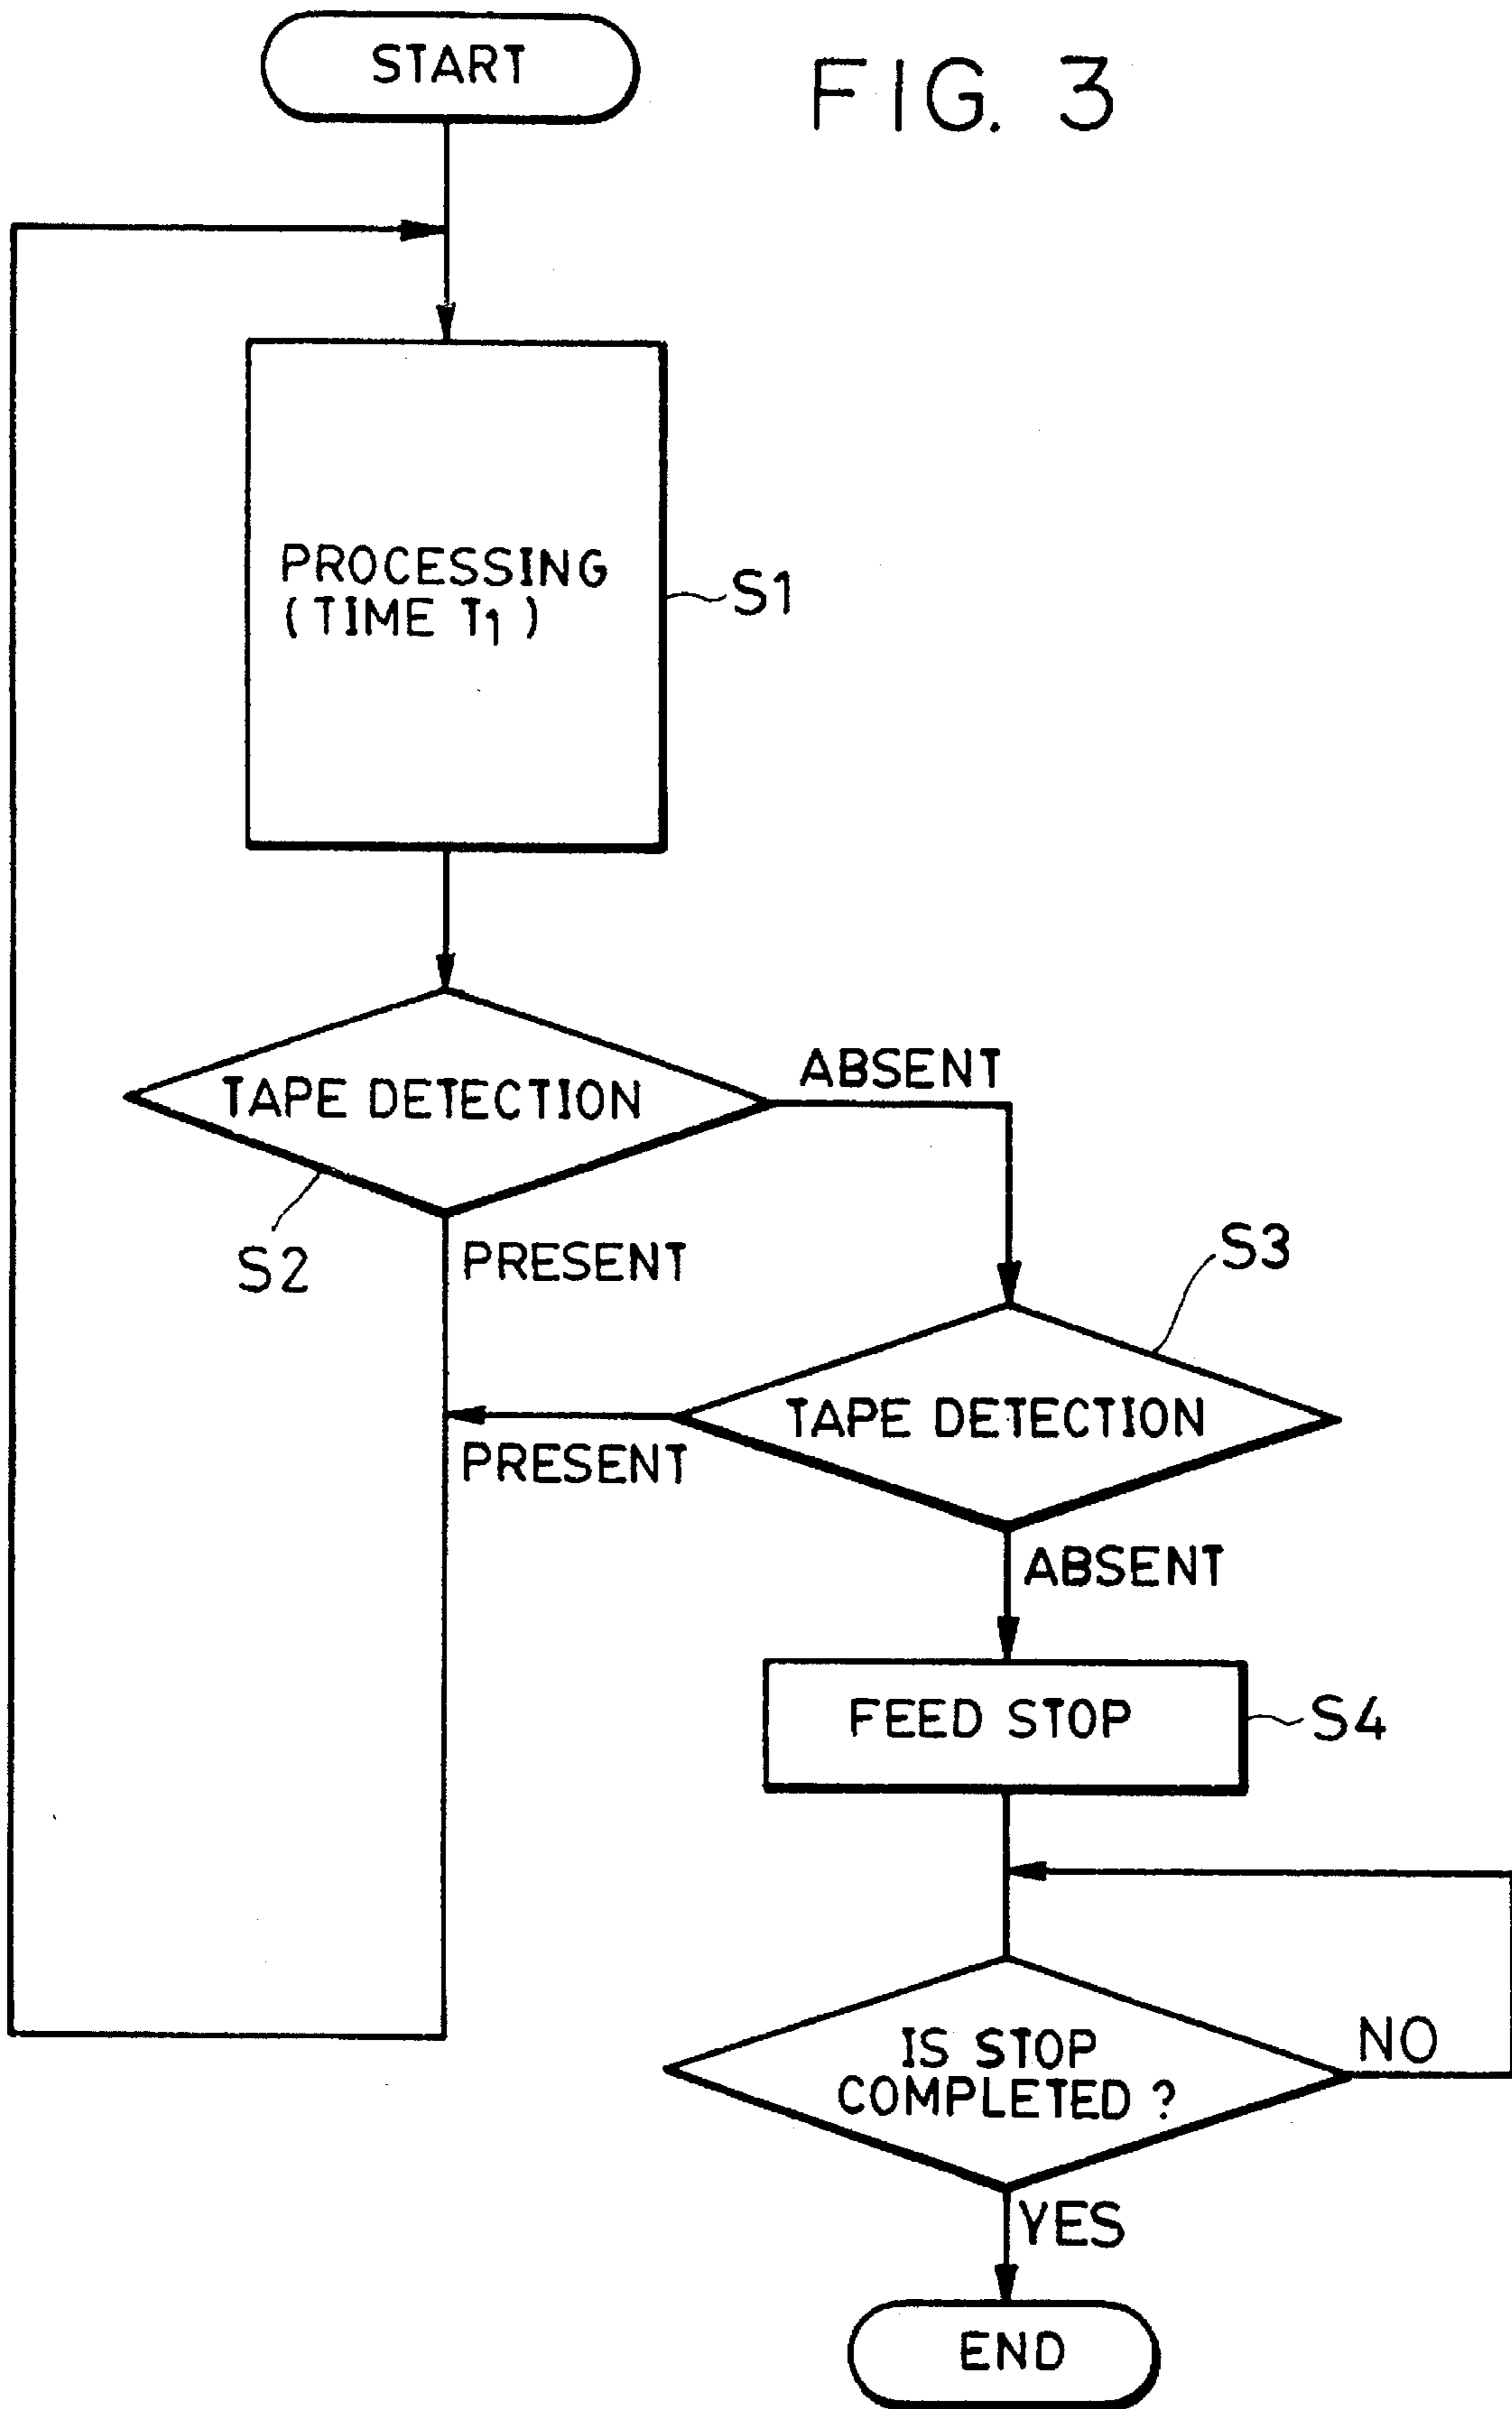 START
FIG. 3
PROCESSING
(TIME T₁)
S1
TAPE DETECTION
ABSENT
S2
PRESENT
S3
TAPE DETECTION
PRESENT
ABSENT
FEED STOP
S4
IS STOP
COMPLETED ?
NO
YES
END